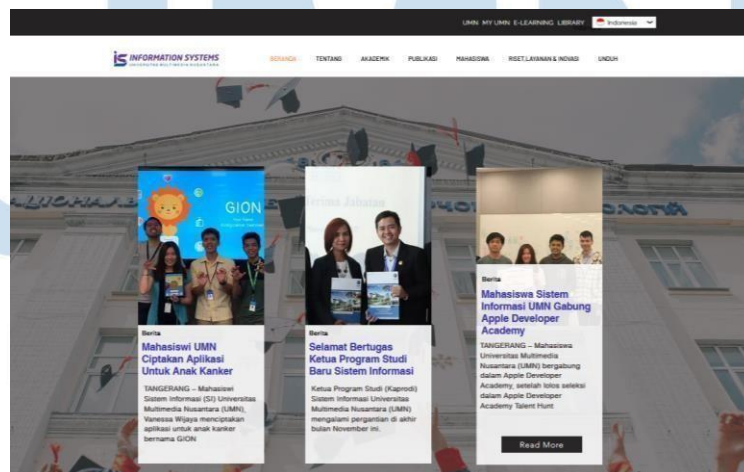 UMN MY UMN E-LEARNING LIBRARY Indonesia
INFORMATION SYSTEMS
UNIVERSITAS MULTIMEDIA NUSANTARA
BERANDA TENTANG AKADEMIK PUBLIKASI MAHASISWA RISET, LAYANAN & INOVASI UNDUH
GION
Berita
Mahasiswi UMN
Ciptakan Aplikasi
Untuk Anak Kanker
TANGERANG – Mahasiswi
Sistem Informasi (SI) Universitas
Multimedia Nusantara (UMN),
Vanessa Wijaya menciptakan
aplikasi untuk anak kanker
bernama GION
Jabatan
Berita
Selamat Bertugas
Ketua Program Studi
Baru Sistem Informasi
Ketua Program Studi (Kaprodi)
Sistem Informasi Universitas
Multimedia Nusantara (UMN)
mengalami pergantian di akhir
bulan November ini.
Berita
Mahasiswa Sistem
Informasi UMN Gabung
Apple Developer
Academy
TANGERANG – Mahasiswa
Universitas Multimedia
Nusantara (UMN) bergabung
dalam Apple Developer
Academy, setelah lolos seleksi
dalam Apple Developer
Academy Talent Hunt
Read More